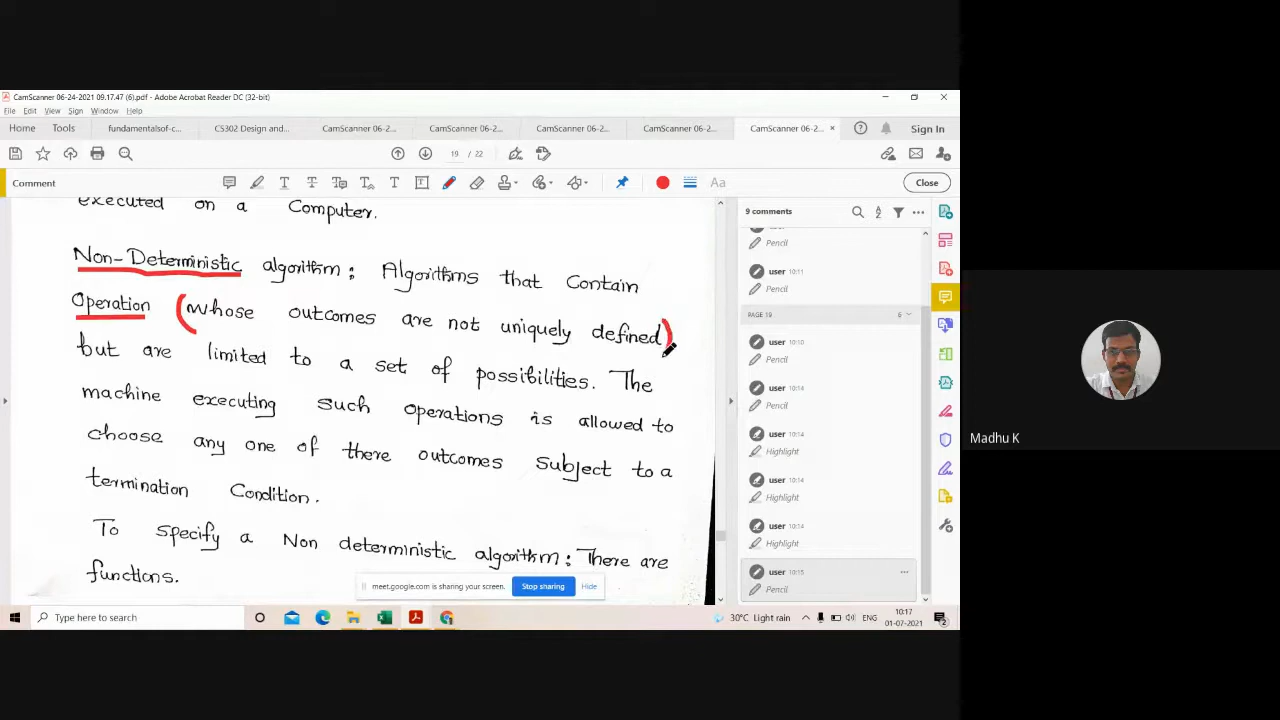 CamScanner 06-24-2021 09.17.47 (6).pdf - Adobe Acrobat Reader DC (32-bit)
File Edit View Sign Window Help
Home Tools fundamentalsof-c... CS302 Design and... CamScanner 06-2... CamScanner 06-2... CamScanner 06-2... CamScanner 06-2... CamScanner 06-2... × Sign In
19 / 22
Comment Aa Close
executed on a Computer.
Non-Deterministic algorithm: Algorithms that Contain
Operation (whose outcomes are not uniquely defined)
but are limited to a set of possibilities. The
machine executing such operations is allowed to
choose any one of there outcomes Subject to a
termination Condition.
To specify a Non deterministic algorithm: There are
functions.
9 comments
Pencil
user 10:11
Pencil
PAGE 19 6
user 10:10
Pencil
user 10:14
Pencil
user 10:14
Highlight
user 10:14
Highlight
user 10:14
Highlight
user 10:15
Pencil
meet.google.com is sharing your screen. Stop sharing Hide
Type here to search
30°C Light rain ENG 10:17
01-07-2021
2
Madhu K